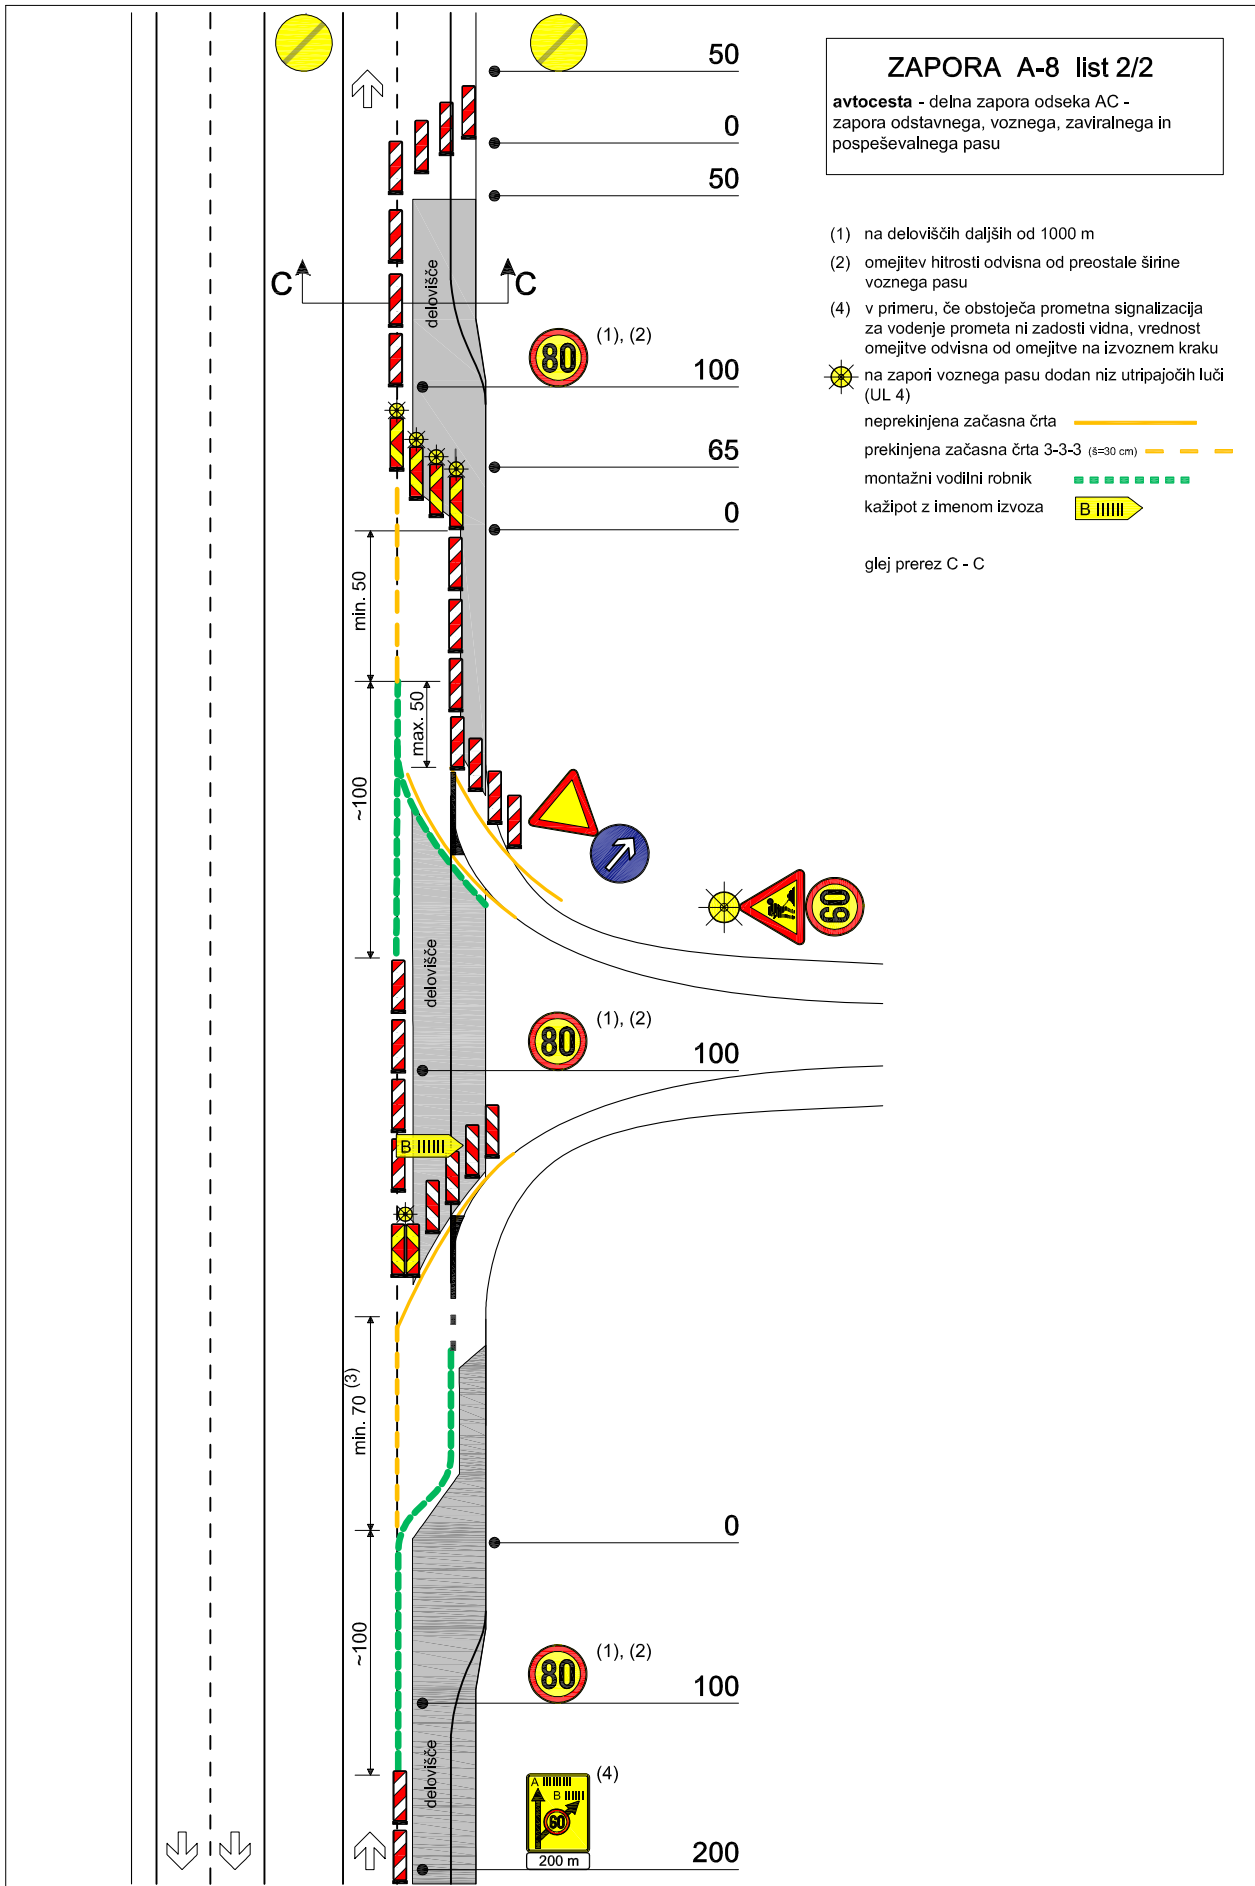 50
ZAPORA A-8 list 2/2
avtocesta - delna zapora odseka AC -
zapora odstavnega, voznega, zaviralnega in
pospeševalnega pasu
0
50
(1) na deloviščih daljših od 1000 m
(2) omejitev hitrosti odvisna od preostale širine
voznega pasu
(4) v primeru, če obstoječa prometna signalizacija
za vodenje prometa ni zadosti vidna, vrednost
omejitve odvisna od omejitve na izvoznem kraku
na zapori voznega pasu dodan niz utripajočih luči
(UL 4)
neprekinjena začasna črta
prekinjena začasna črta 3-3-3 (š=30 cm)
montažni vodilni robnik
kažipot z imenom izvoza
B
glej prerez C - C
C
C
delovišče
80
(1), (2)
100
65
0
min. 50
max. 50
~100
60
delovišče
80
(1), (2)
100
B
min. 70 (3)
0
~100
80
(1), (2)
100
delovišče
A
B
60
200 m
(4)
200